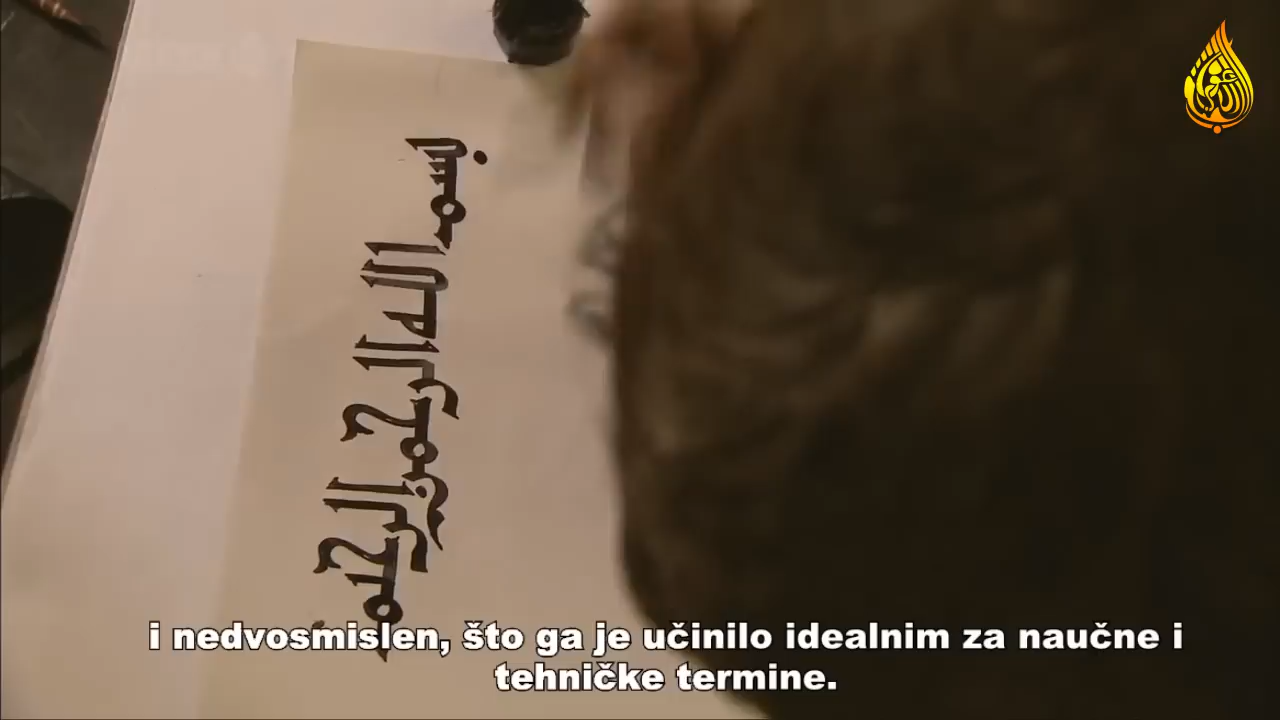 بسم الله الرحمن الرحيم
i nedvosmislen, što ga je učinilo idealnim za naučne i
tehničke termine.